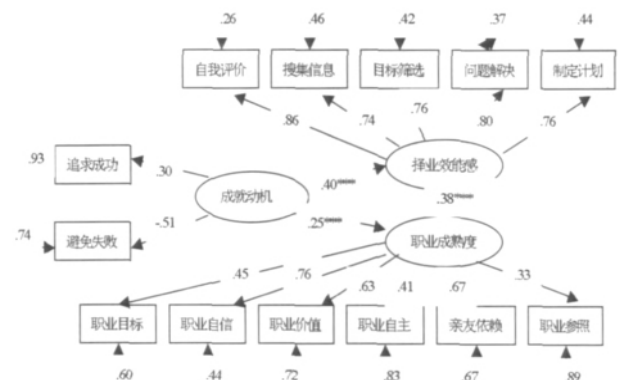 .26 .46 .42 .37 .44
自我评价 搜集信息 目标筛选 问题解决 制定计划
.86 .74 .76 .80 .76
.93 追求成功 .30 择业效能感
成就动机 .40*** .38***
.74 避免失败 -.51 .25*** 职业成熟度
.45 .76 .63 .41 .67 .33
职业目标 职业自信 职业价值 职业自主 亲友依赖 职业参照
.60 .44 .72 .83 .67 .89